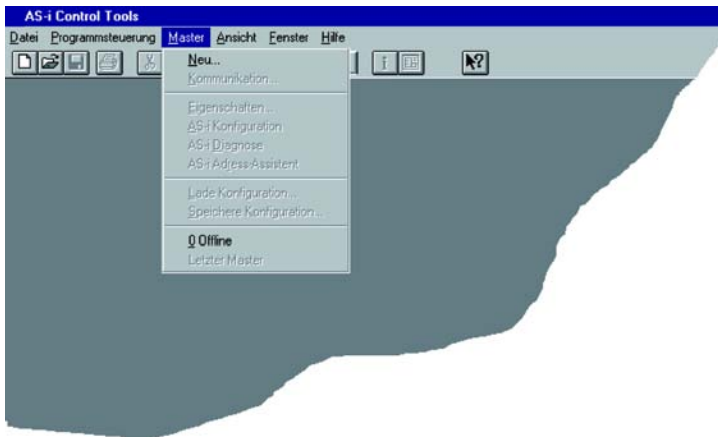 AS-i Control Tools
Datei Programmsteuerung Master Ansicht Fenster Hilfe
Neu...
Kommunikation...
Eigenschaften...
AS-i Konfiguration
AS-i Diagnose
AS-i Adress-Assistent
Lade Konfiguration...
Speichere Konfiguration...
0 Offline
Letzter Master